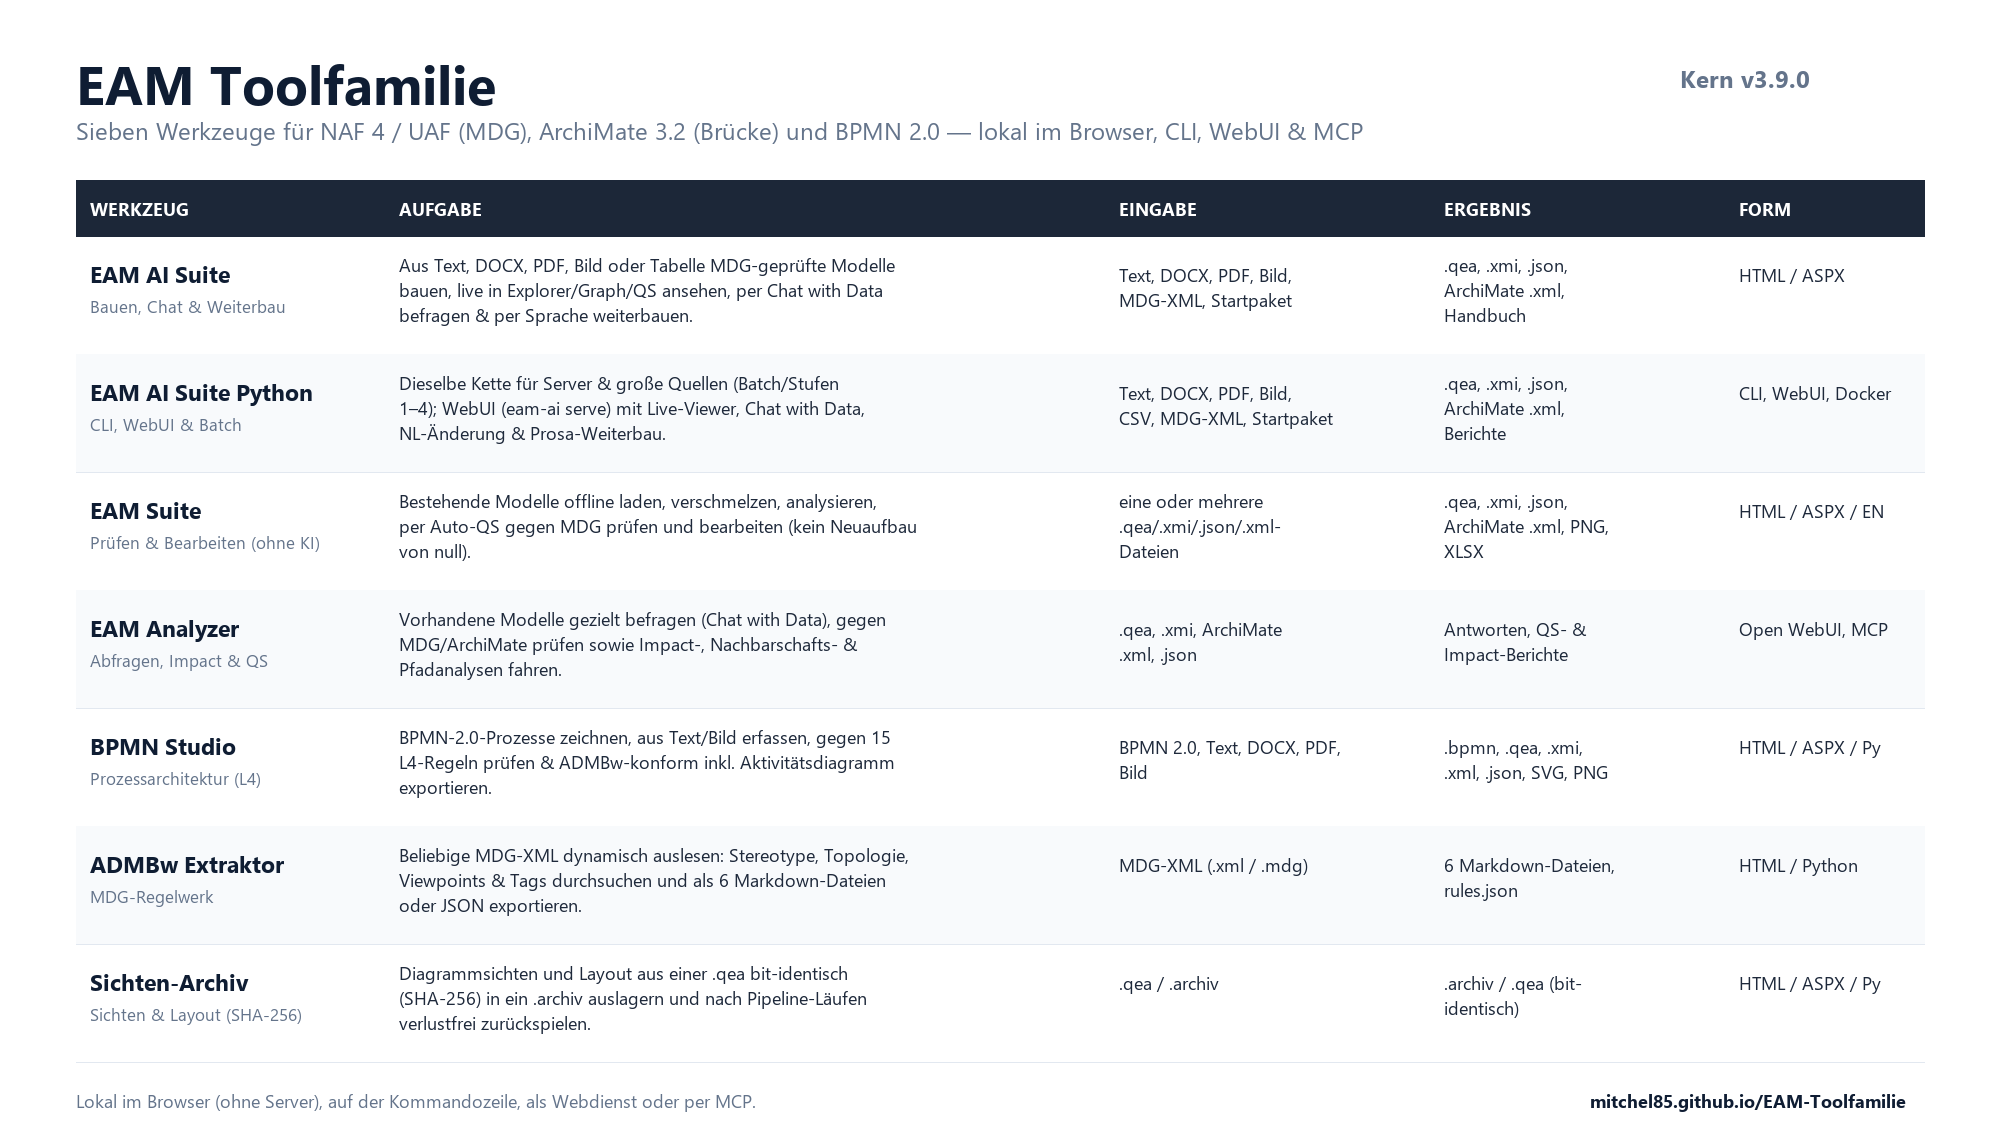 EAM Toolfamilie
Kern v3.9.0
Sieben Werkzeuge für NAF 4 / UAF (MDG), ArchiMate 3.2 (Brücke) und BPMN 2.0 — lokal im Browser, CLI, WebUI & MCP
WERKZEUG AUFGABE EINGABE ERGEBNIS FORM
EAM AI Suite
Bauen, Chat & Weiterbau
Aus Text, DOCX, PDF, Bild oder Tabelle MDG-geprüfte Modelle
bauen, live in Explorer/Graph/QS ansehen, per Chat with Data
befragen & per Sprache weiterbauen.
Text, DOCX, PDF, Bild,
MDG-XML, Startpaket
.qea, .xmi, .json,
ArchiMate .xml,
Handbuch
HTML / ASPX
EAM AI Suite Python
CLI, WebUI & Batch
Dieselbe Kette für Server & große Quellen (Batch/Stufen
1–4); WebUI (eam-ai serve) mit Live-Viewer, Chat with Data,
NL-Änderung & Prosa-Weiterbau.
Text, DOCX, PDF, Bild,
CSV, MDG-XML, Startpaket
.qea, .xmi, .json,
ArchiMate .xml,
Berichte
CLI, WebUI, Docker
EAM Suite
Prüfen & Bearbeiten (ohne KI)
Bestehende Modelle offline laden, verschmelzen, analysieren,
per Auto-QS gegen MDG prüfen und bearbeiten (kein Neuaufbau
von null).
eine oder mehrere
.qea/.xmi/.json/.xml-
Dateien
.qea, .xmi, .json,
ArchiMate .xml, PNG,
XLSX
HTML / ASPX / EN
EAM Analyzer
Abfragen, Impact & QS
Vorhandene Modelle gezielt befragen (Chat with Data), gegen
MDG/ArchiMate prüfen sowie Impact-, Nachbarschafts- &
Pfadanalysen fahren.
.qea, .xmi, ArchiMate
.xml, .json
Antworten, QS- &
Impact-Berichte
Open WebUI, MCP
BPMN Studio
Prozessarchitektur (L4)
BPMN-2.0-Prozesse zeichnen, aus Text/Bild erfassen, gegen 15
L4-Regeln prüfen & ADMBw-konform inkl. Aktivitätsdiagramm
exportieren.
BPMN 2.0, Text, DOCX, PDF,
Bild
.bpmn, .qea, .xmi,
.xml, .json, SVG, PNG
HTML / ASPX / Py
ADMBw Extraktor
MDG-Regelwerk
Beliebige MDG-XML dynamisch auslesen: Stereotype, Topologie,
Viewpoints & Tags durchsuchen und als 6 Markdown-Dateien
oder JSON exportieren.
MDG-XML (.xml / .mdg)
6 Markdown-Dateien,
rules.json
HTML / Python
Sichten-Archiv
Sichten & Layout (SHA-256)
Diagrammsichten und Layout aus einer .qea bit-identisch
(SHA-256) in ein .archiv auslagern und nach Pipeline-Läufen
verlustfrei zurückspielen.
.qea / .archiv
.archiv / .qea (bit-
identisch)
HTML / ASPX / Py
Lokal im Browser (ohne Server), auf der Kommandozeile, als Webdienst oder per MCP.
mitchel85.github.io/EAM-Toolfamilie